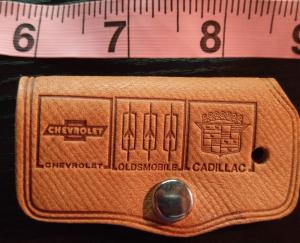 6 7 8 9
CHEVROLET
CHEVROLET OLDSMOBILE CADILLAC